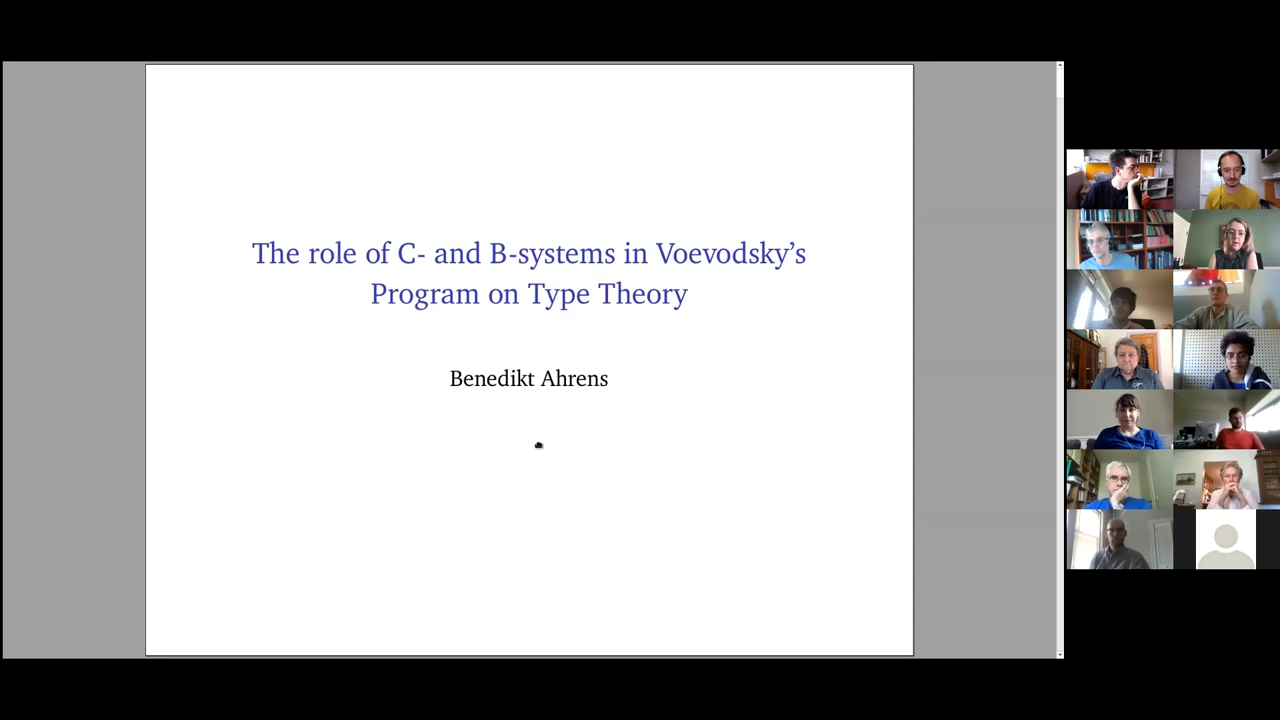 The role of C- and B-systems in Voevodsky’s
Program on Type Theory
Benedikt Ahrens